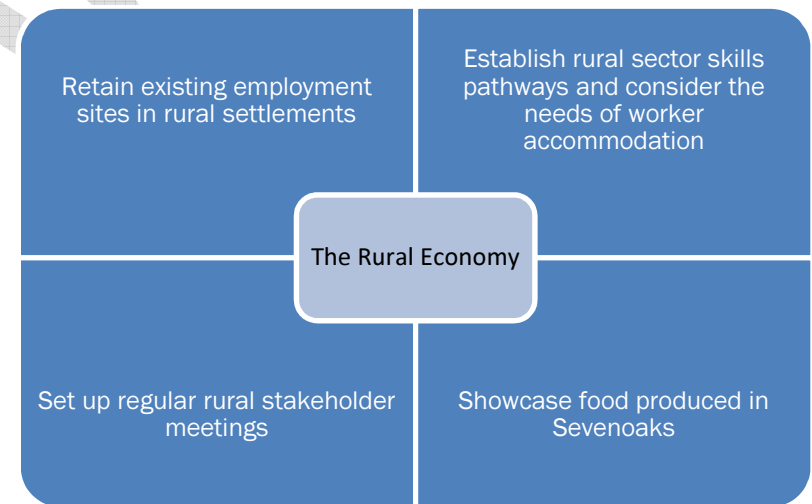 Retain existing employment
sites in rural settlements
Establish rural sector skills
pathways and consider the
needs of worker
accommodation
The Rural Economy
Set up regular rural stakeholder
meetings
Showcase food produced in
Sevenoaks